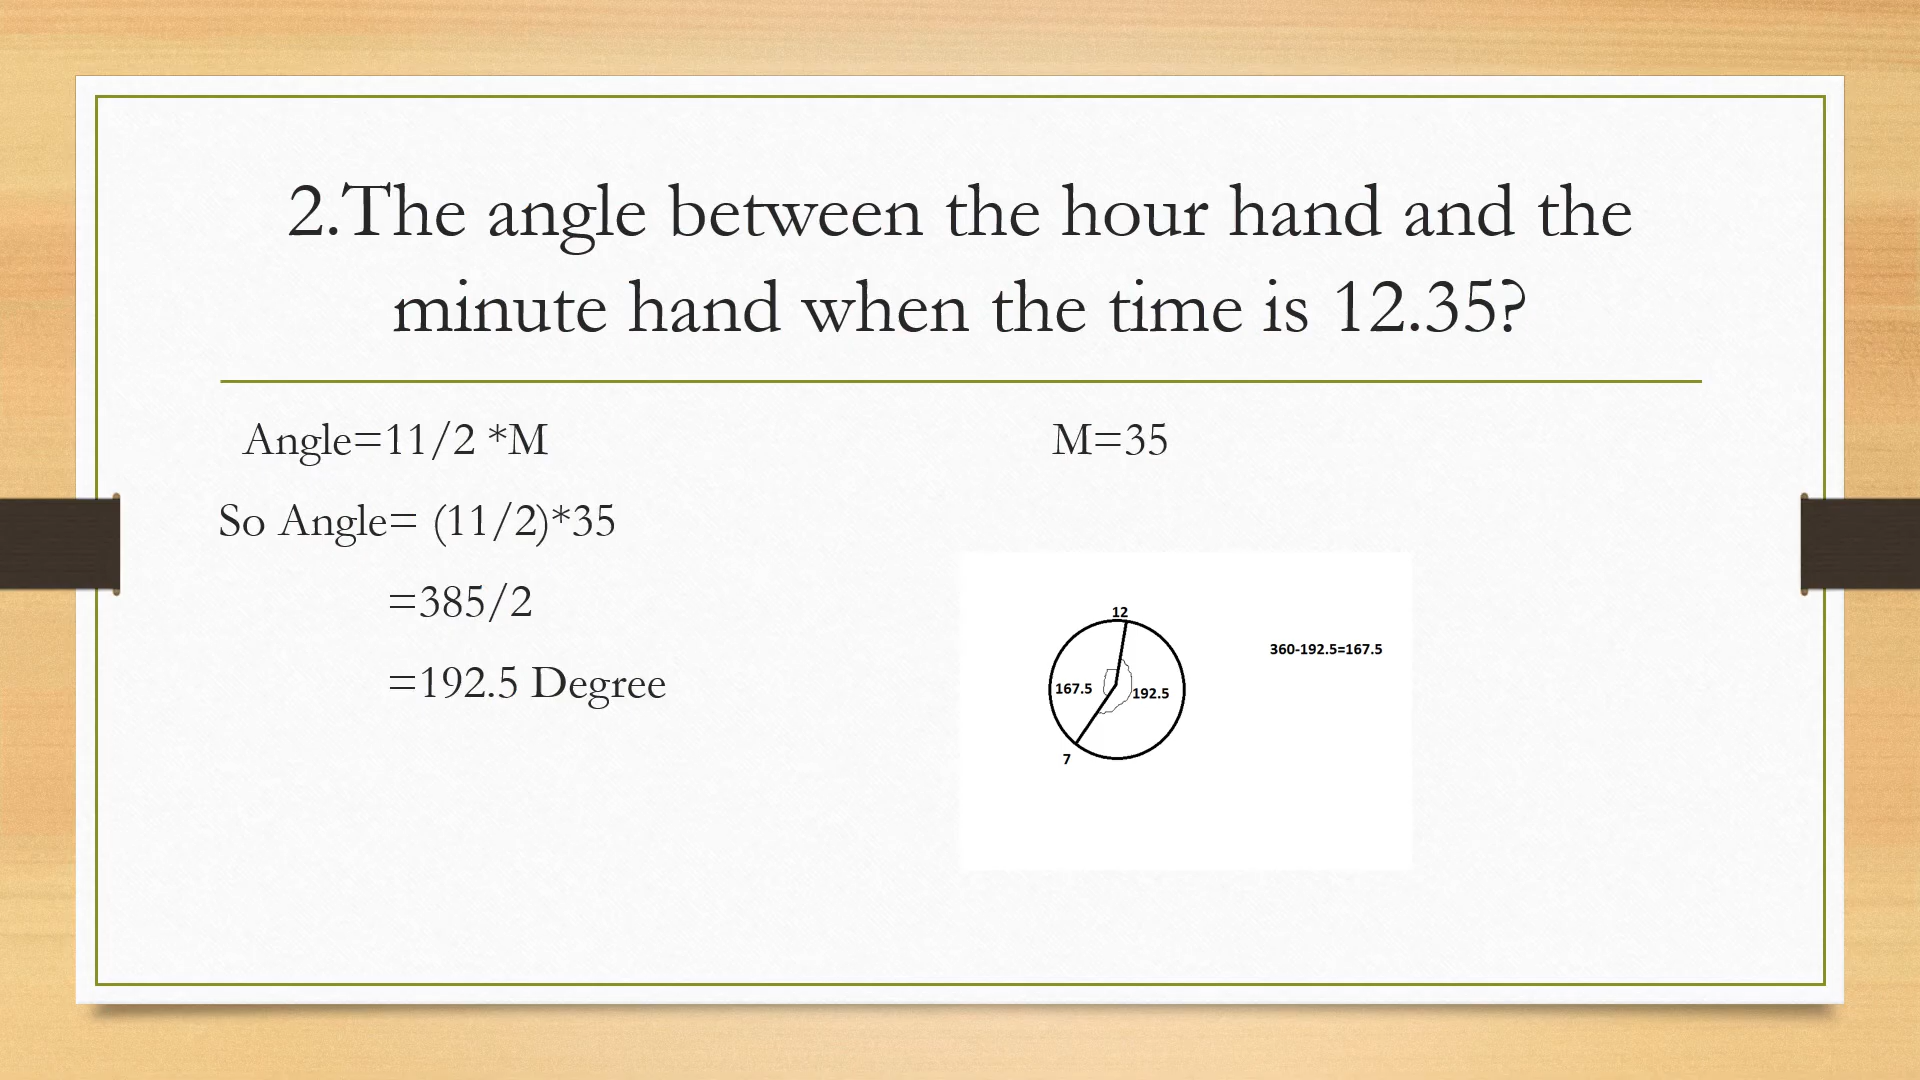 2.The angle between the hour hand and the
minute hand when the time is 12.35?
Angle=11/2 *M
So Angle= (11/2)*35
=385/2
=192.5 Degree
M=35
12
360-192.5=167.5
167.5
192.5
7